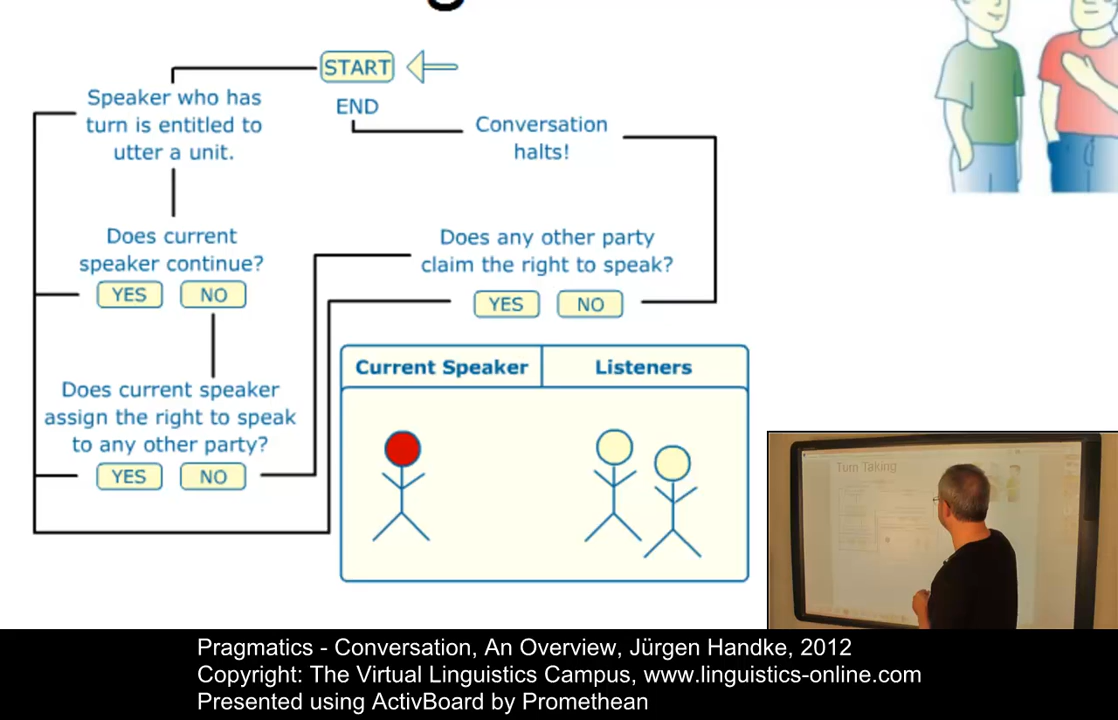 START
END
Speaker who has
turn is entitled to
utter a unit.
Conversation
halts!
Does current
speaker continue?
YES NO
Does any other party
claim the right to speak?
YES NO
Does current speaker
assign the right to speak
to any other party?
YES NO
Current Speaker Listeners
Turn Taking
Pragmatics - Conversation, An Overview, Jürgen Handke, 2012
Copyright: The Virtual Linguistics Campus, www.linguistics-online.com
Presented using ActivBoard by Promethean